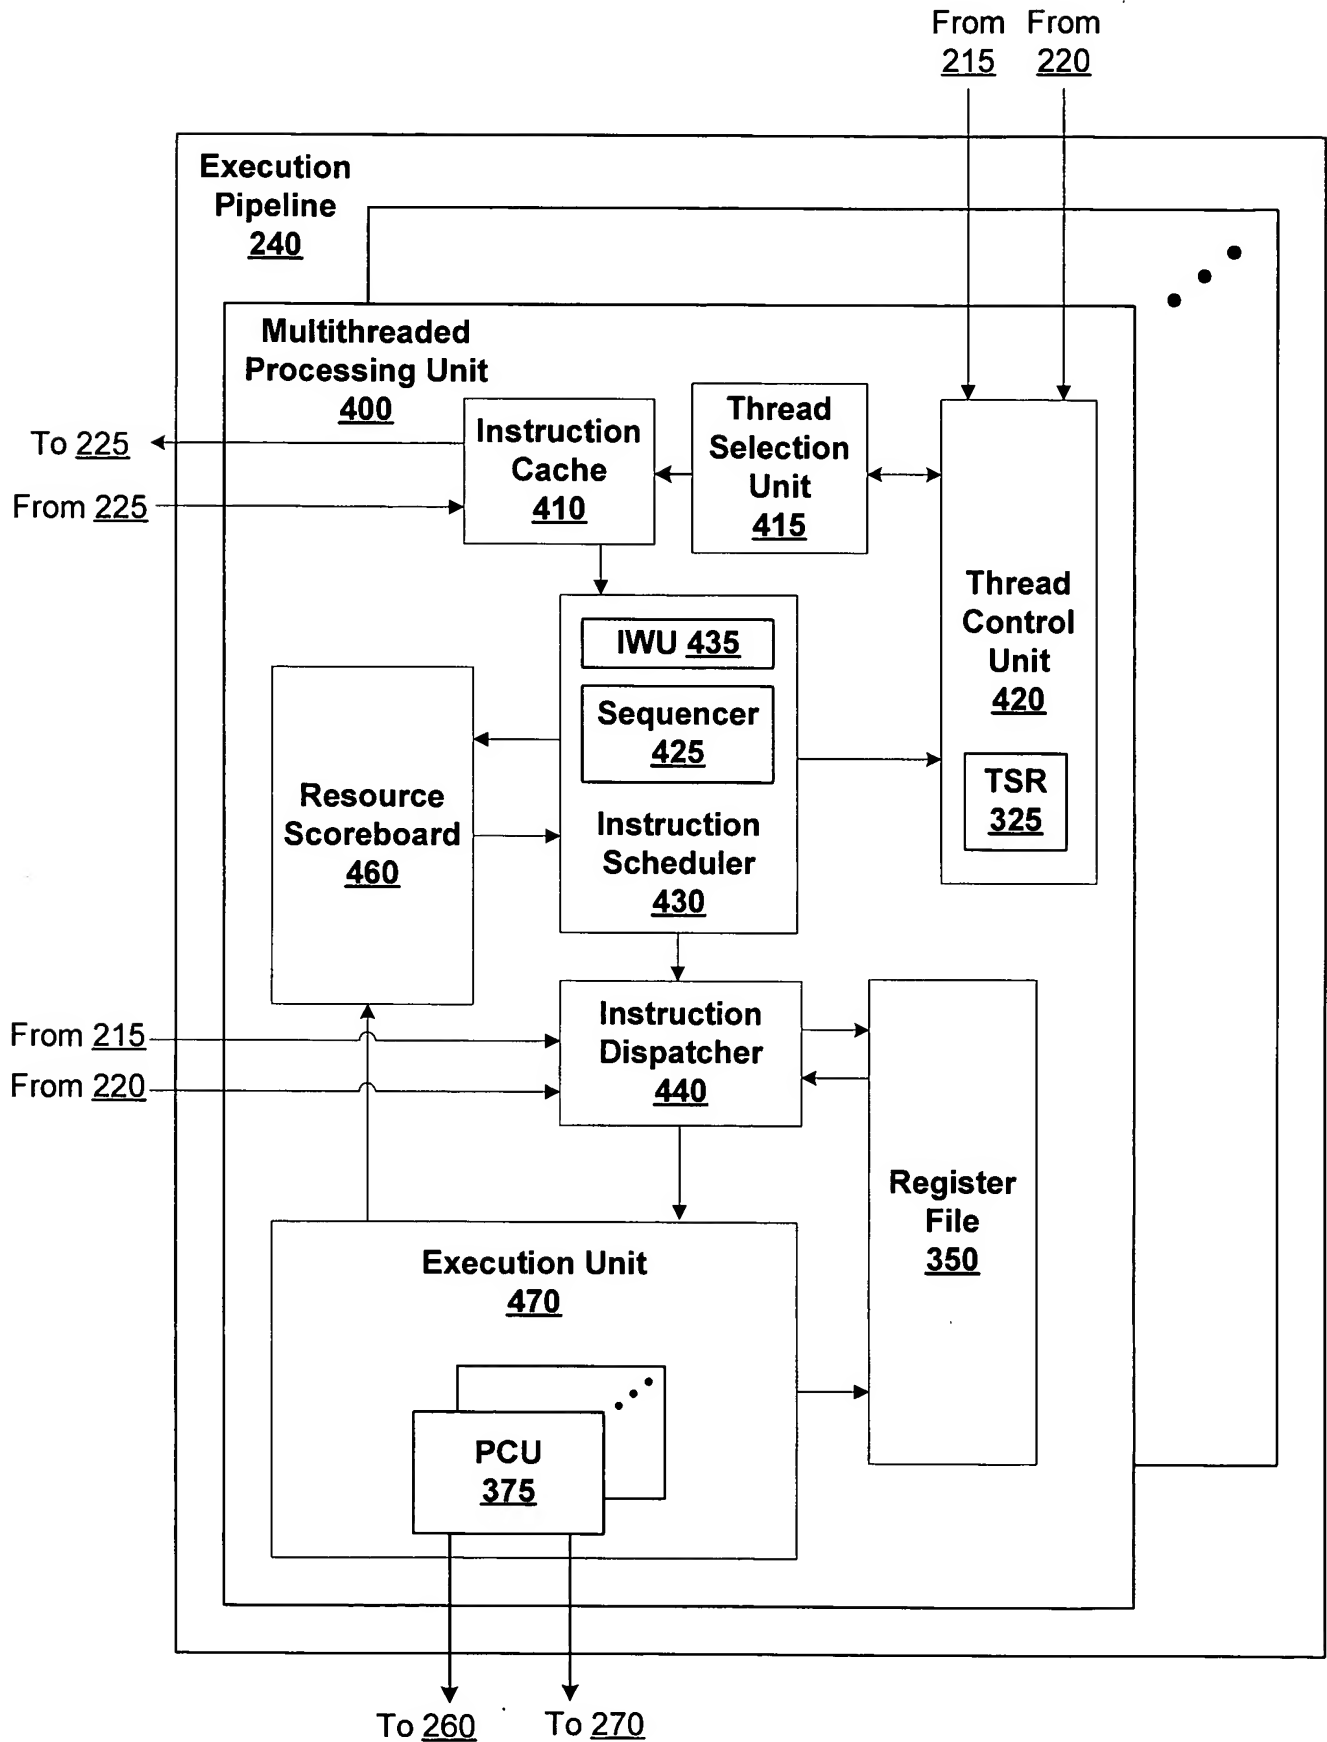 From From
215 220
Execution
Pipeline
240
Multithreaded
Processing Unit
400
To 225
From 225
Instruction
Cache
410
Thread
Selection
Unit
415
Thread
Control
Unit
420
TSR
325
IWU 435
Sequencer
425
Instruction
Scheduler
430
Resource
Scoreboard
460
From 215
From 220
Instruction
Dispatcher
440
Register
File
350
Execution Unit
470
PCU
375
To 260 To 270